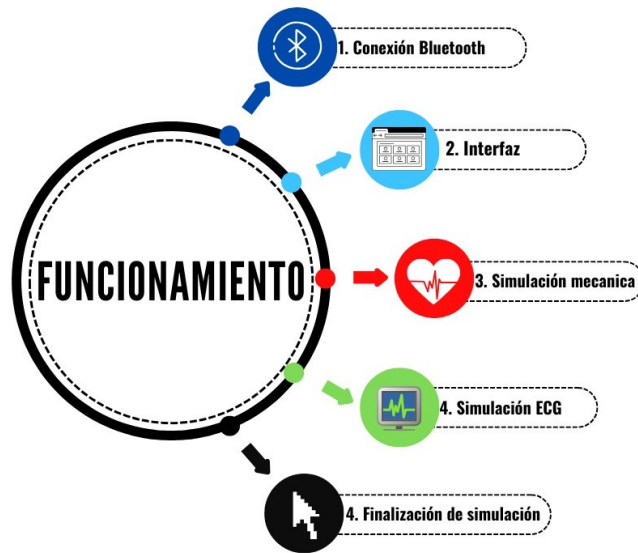 1. Conexión Bluetooth
2. Interfaz
FUNCIONAMIENTO
3. Simulación mecanica
4. Simulación ECG
4. Finalización de simulación